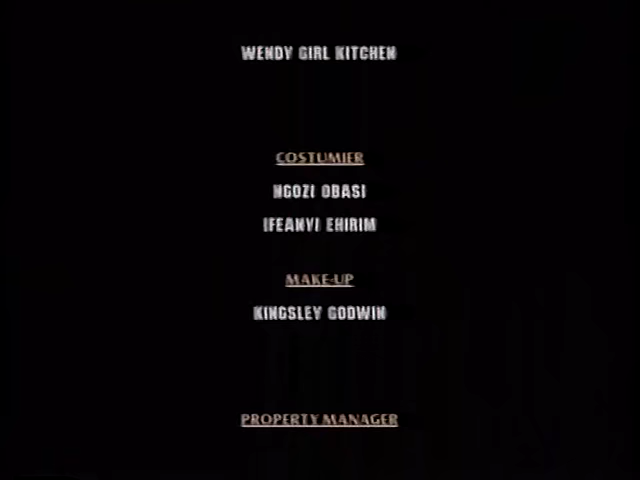 WENDY GIRL KITCHEN
COSTUMIER
NGOZI OBASI
IFEANYI EHIRIM
MAKE-UP
KINGSLEY GODWIN
PROPERTY MANAGER